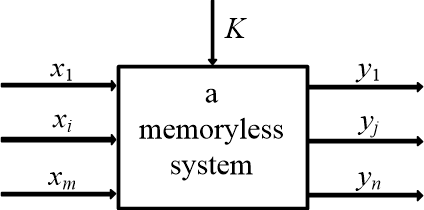 K
x1
a
y1
xi
memoryless
yj
xm
system
yn